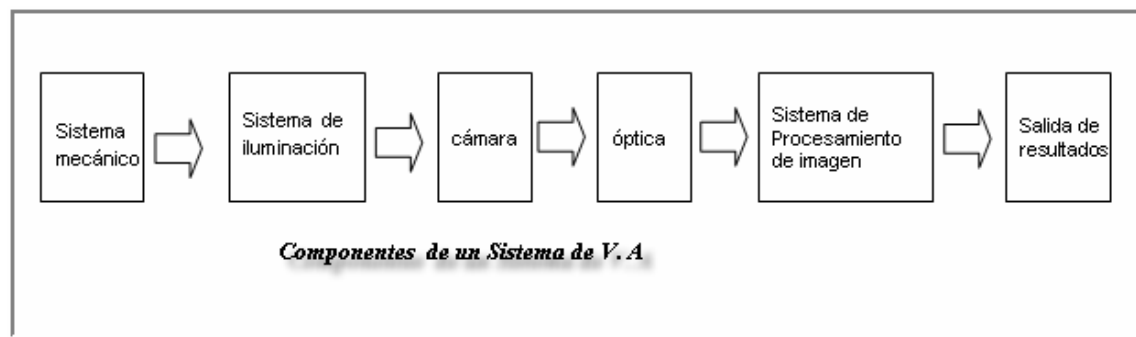 Sistema
mecánico
Sistema de
iluminación
cámara
óptica
Sistema de
Procesamiento
de imagen
Salida de
resultados
Componentes de un Sistema de V. A